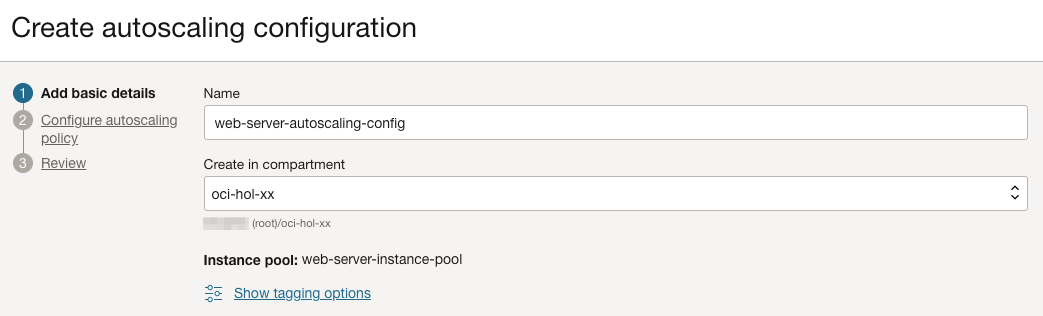 Create autoscaling configuration
1 Add basic details
2 Configure autoscaling
policy
3 Review
Name
web-server-autoscaling-config
Create in compartment
oci-hol-xx
(root)/oci-hol-xx
Instance pool: web-server-instance-pool
Show tagging options